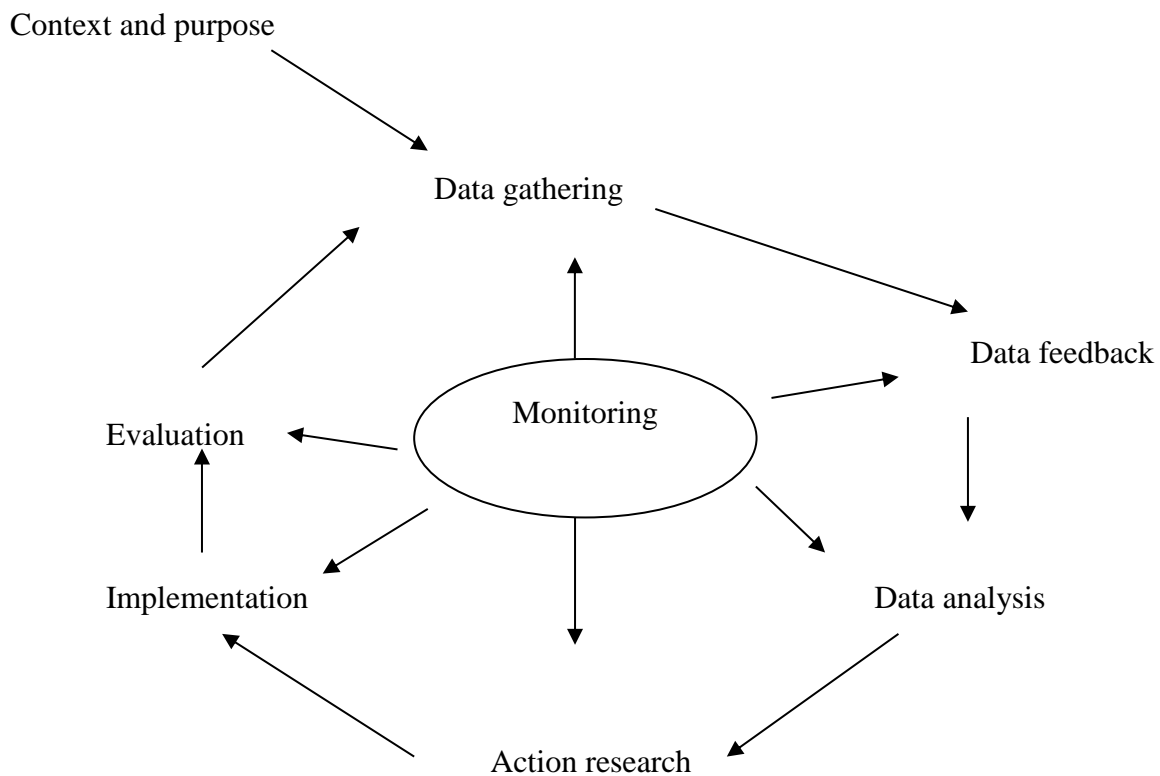 Context and purpose
Data gathering
Data feedback
Monitoring
Evaluation
Implementation
Data analysis
Action research